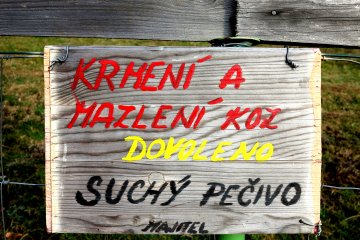 KRMENÍ A
MAZLENÍ KOZ
DOVOLENO
SUCHÝ PEČIVO
MAJITEL